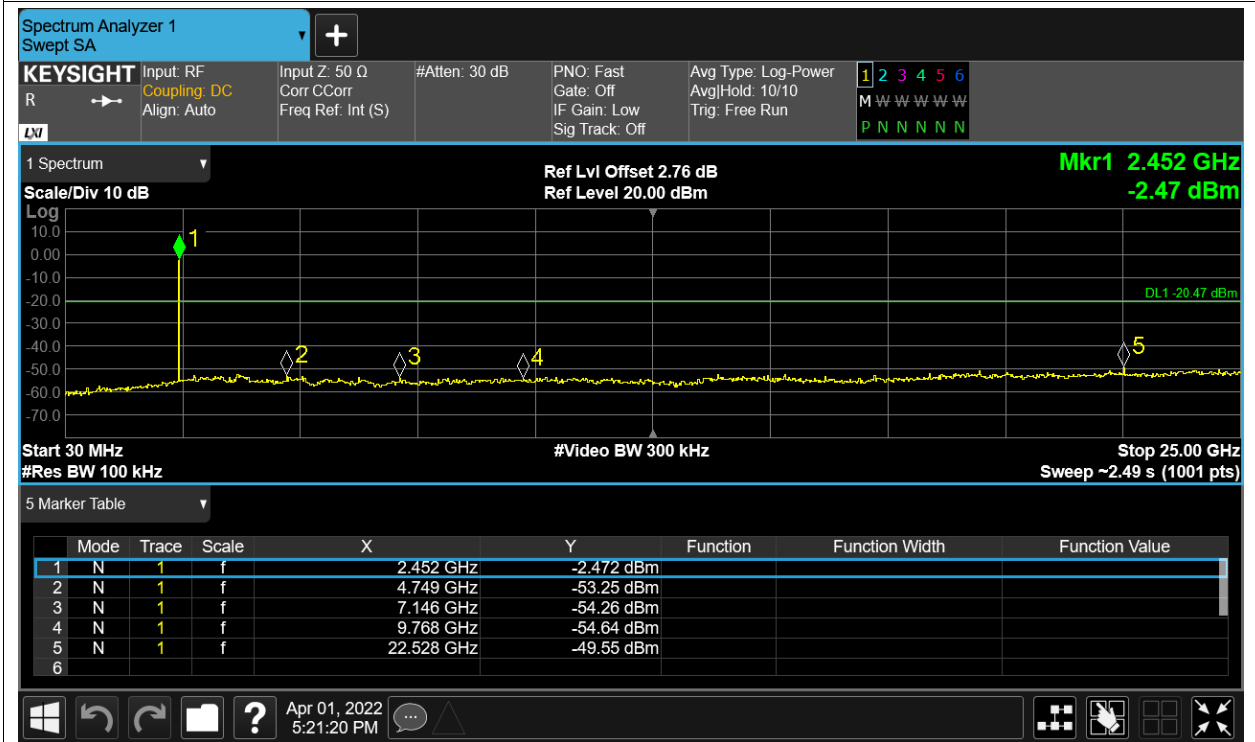 Spectrum Analyzer 1
Swept SA
KEYSIGHT
R
LXI
Input: RF
Coupling: DC
Align: Auto
Input Z: 50 Ω
Corr CCorr
Freq Ref: Int (S)
#Atten: 30 dB
PNO: Fast
Gate: Off
IF Gain: Low
Sig Track: Off
Avg Type: Log-Power
Avg|Hold: 10/10
Trig: Free Run
1 2 3 4 5 6
M W W W W W
P N N N N N
1 Spectrum
Scale/Div 10 dB
Ref Lvl Offset 2.76 dB
Ref Level 20.00 dBm
Mkr1 2.452 GHz
-2.47 dBm
Log
10.0
0.00
-10.0
-20.0
-30.0
-40.0
-50.0
-60.0
-70.0
1
2
3
4
5
DL1 -20.47 dBm
Start 30 MHz
#Res BW 100 kHz
#Video BW 300 kHz
Stop 25.00 GHz
Sweep ~2.49 s (1001 pts)
5 Marker Table
Mode Trace Scale X Y Function Function Width Function Value
1 N 1 f 2.452 GHz -2.472 dBm
2 N 1 f 4.749 GHz -53.25 dBm
3 N 1 f 7.146 GHz -54.26 dBm
4 N 1 f 9.768 GHz -54.64 dBm
5 N 1 f 22.528 GHz -49.55 dBm
6
?
Apr 01, 2022
5:21:20 PM